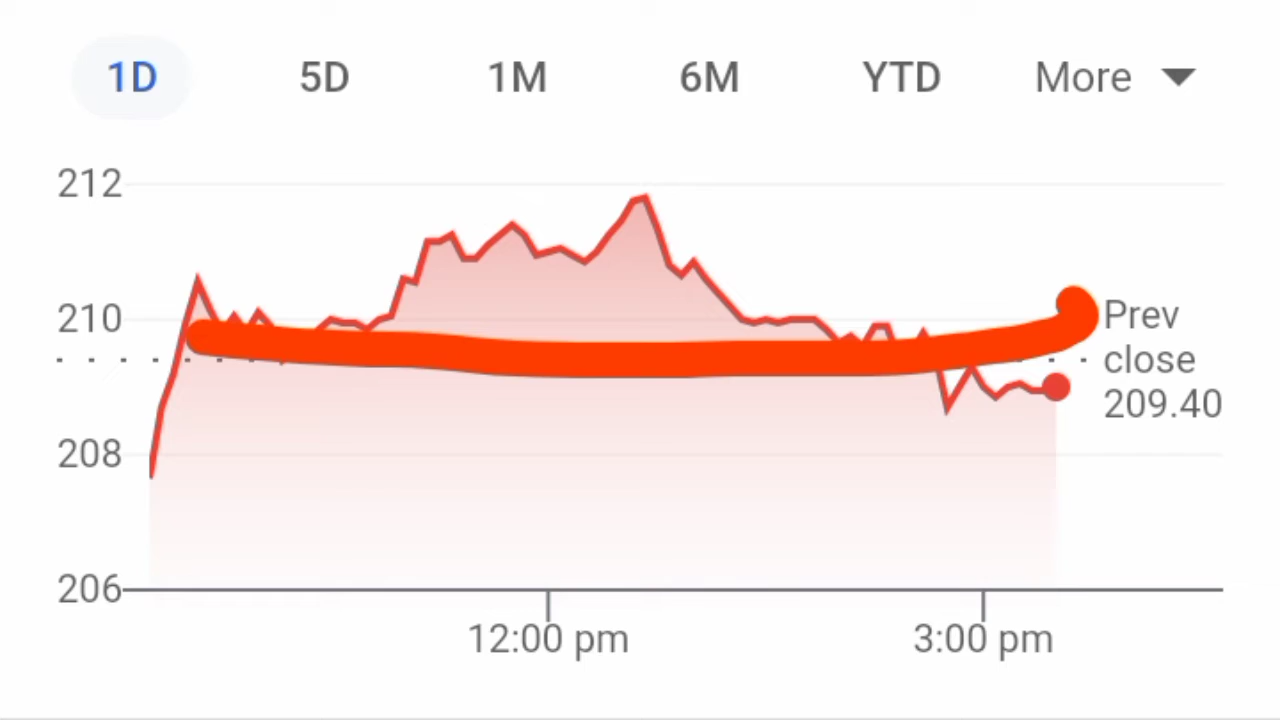 1D 5D 1M 6M YTD More
212
210
208
206
Prev
close
209.40
12:00 pm 3:00 pm